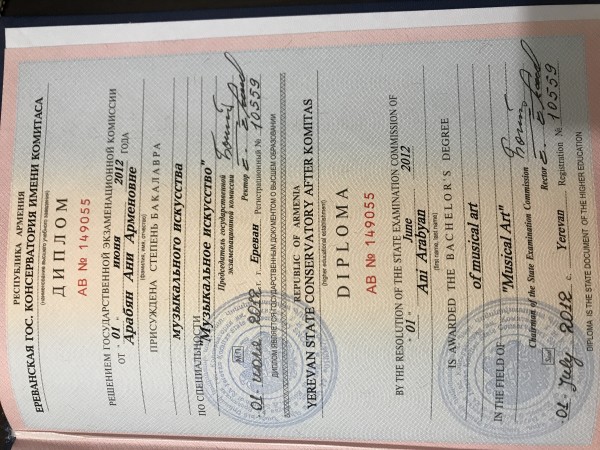 РЕСПУБЛИКА АРМЕНИЯ
ЕРЕВАНСКАЯ ГОС. КОНСЕРВАТОРИЯ ИМЕНИ КОМИТАСА
(наименование высшего учебного заведения)
ДИПЛОМ
АВ № 149055
РЕШЕНИЕМ ГОСУДАРСТВЕННОЙ ЭКЗАМЕНАЦИОННОЙ КОМИССИИ
ОТ "01" июня 2012 ГОДА
Арабян Ани Арменовне
(фамилия, имя, отчество)
ПРИСУЖДЕНА СТЕПЕНЬ БАКАЛАВРА
музыкального искусства
ПО СПЕЦИАЛЬНОСТИ
"Музыкальное искусство"
Председатель государственной
экзаменационной комиссии
Ректор
М.П.
01 июля 2012 г. г. Ереван Регистрационный № 10559
ДИПЛОМ ЯВЛЯЕТСЯ ГОСУДАРСТВЕННЫМ ДОКУМЕНТОМ О ВЫСШЕМ ОБРАЗОВАНИИ
REPUBLIC OF ARMENIA
YEREVAN STATE CONSERVATORY AFTER KOMITAS
(higher educational establishment)
DIPLOMA
АВ № 149055
BY THE RESOLUTION OF THE STATE EXAMINATION COMMISSION OF
"01" June 2012
Ani Arabyan
(first name, last name)
IS AWARDED THE BACHELOR'S DEGREE
of musical art
IN THE FIELD OF "Musical Art"
Chairman of the State Examination Commission
Rector
01 July 2012 c. Yerevan Registration № 10559
DIPLOMA IS THE STATE DOCUMENT OF THE HIGHER EDUCATION